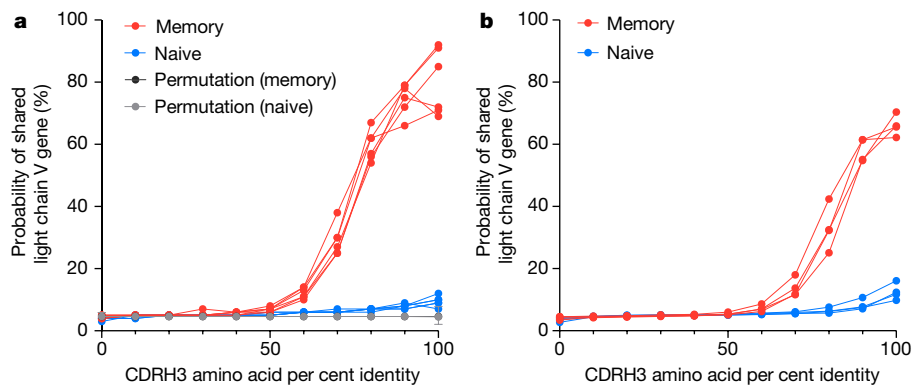 a
Probability of shared
light chain V gene (%)
100
80
60
40
20
0
Memory
Naive
Permutation (memory)
Permutation (naive)
0
50
100
CDRH3 amino acid per cent identity
b
Probability of shared
light chain V gene (%)
100
80
60
40
20
0
Memory
Naive
0
50
100
CDRH3 amino acid per cent identity